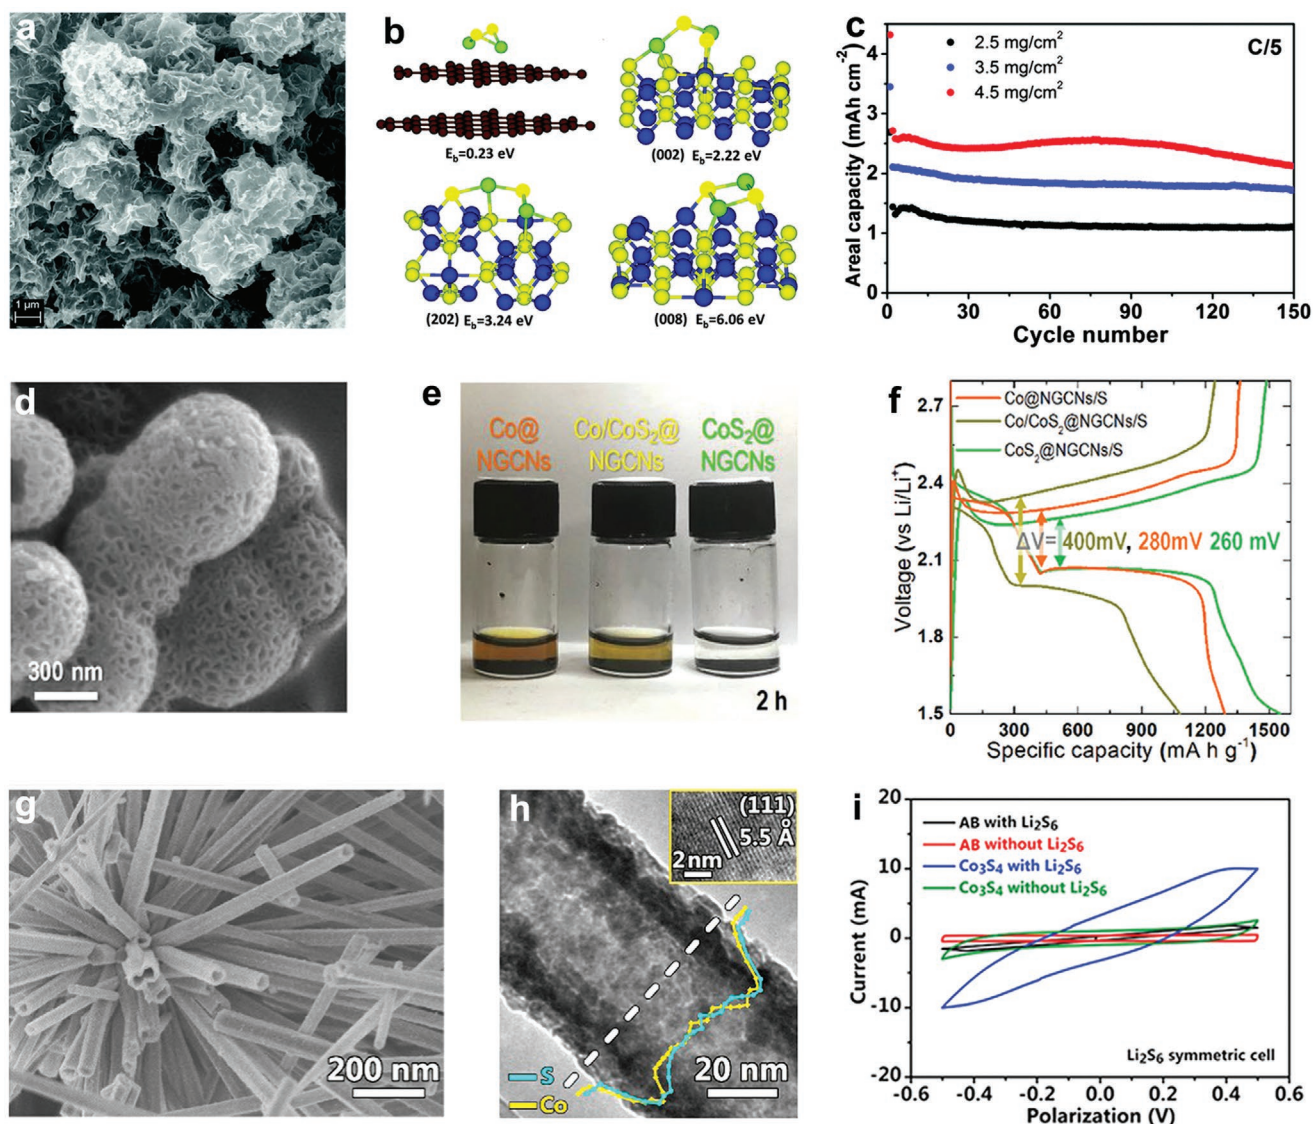 a
1 μm
b
E_b=0.23 eV
(002) E_b=2.22 eV
(202) E_b=3.24 eV
(008) E_b=6.06 eV
c
C/5
2.5 mg/cm²
3.5 mg/cm²
4.5 mg/cm²
Areal capacity (mAh cm⁻²)
4
3
2
1
0
0 30 60 90 120 150
Cycle number
d
300 nm
e
Co@ Co/CoS₂@ CoS₂@
NGCNs NGCNs NGCNs
2 h
f
Co@NGCNs/S
Co/CoS₂@NGCNs/S
CoS₂@NGCNs/S
ΔV= 400mV, 280mV 260 mV
Voltage (vs Li/Li⁺)
2.7
2.4
2.1
1.8
1.5
0 300 600 900 1200 1500
Specific capacity (mA h g⁻¹)
g
200 nm
h
(111)
5.5 Å
2nm
S
Co
20 nm
i
AB with Li₂S₆
AB without Li₂S₆
Co₃S₄ with Li₂S₆
Co₃S₄ without Li₂S₆
Current (mA)
20
10
0
-10
-20
Li₂S₆ symmetric cell
-0.6 -0.4 -0.2 0.0 0.2 0.4 0.6
Polarization (V)